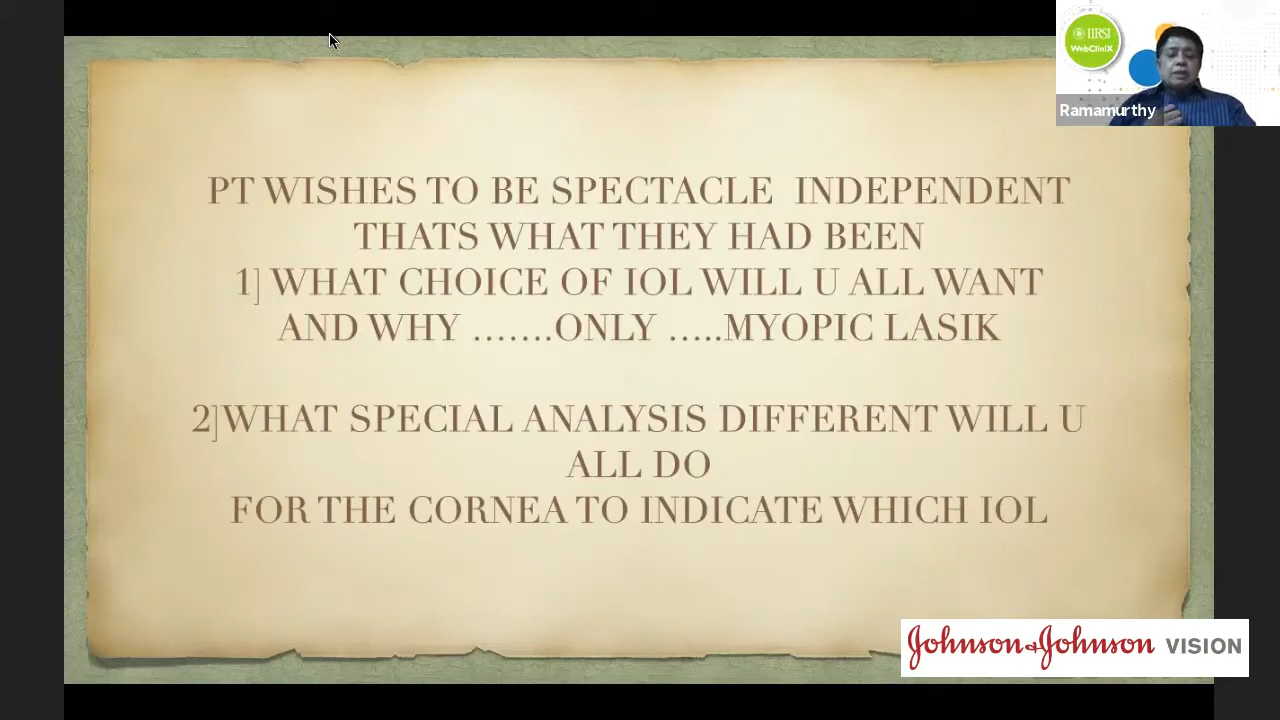 IIRSI
WebCliniX
Ramamurthy
PT WISHES TO BE SPECTACLE INDEPENDENT
THATS WHAT THEY HAD BEEN
1] WHAT CHOICE OF IOL WILL U ALL WANT
AND WHY .......ONLY .....MYOPIC LASIK
2]WHAT SPECIAL ANALYSIS DIFFERENT WILL U
ALL DO
FOR THE CORNEA TO INDICATE WHICH IOL
Johnson & Johnson VISION